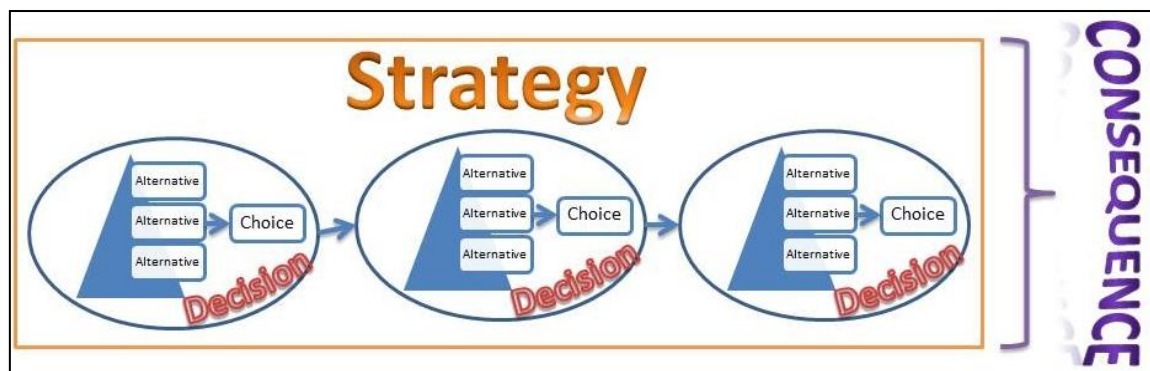 Strategy
Alternative
Alternative
Alternative
Choice
Decision
Alternative
Alternative
Alternative
Choice
Decision
Alternative
Alternative
Alternative
Choice
Decision
CONSEQUENCE